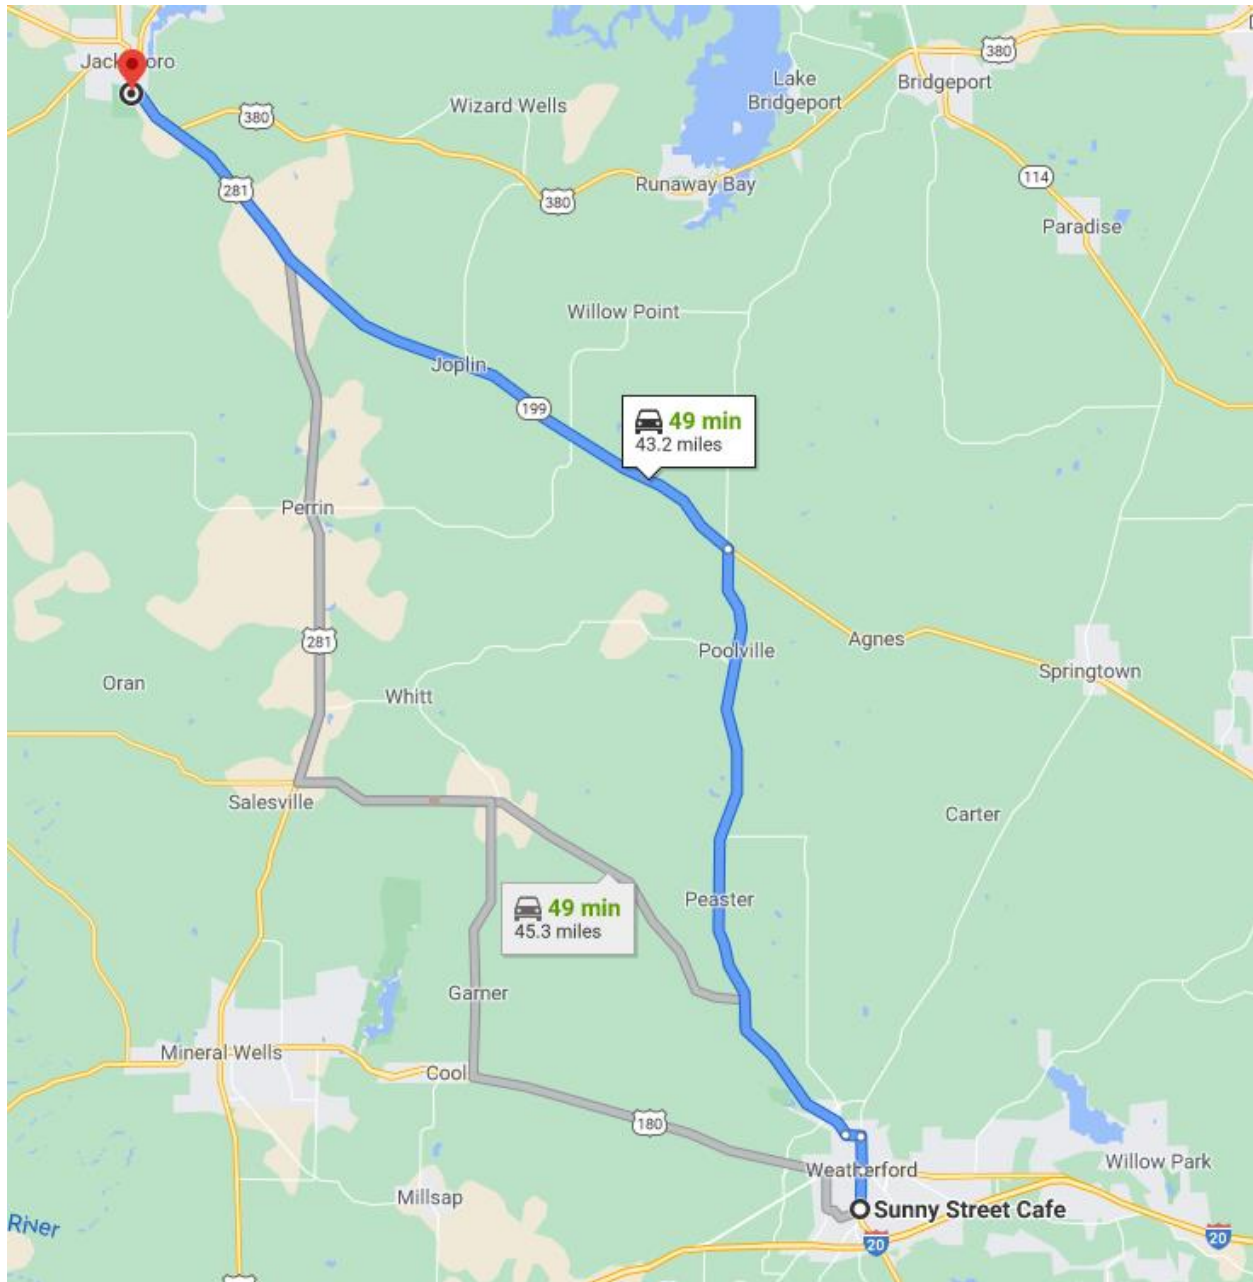 Jacksboro
380
Wizard Wells
Lake
Bridgeport
Bridgeport
380
281
380
Runaway Bay
114
Paradise
Willow Point
Joplin
199
49 min
43.2 miles
Perrin
281
Poolville
Agnes
Springtown
Oran
Whitt
Salesville
Carter
49 min
45.3 miles
Peaster
Garner
Mineral Wells
Cool
180
Weatherford
Willow Park
Millsap
Sunny Street Cafe
River
20
20